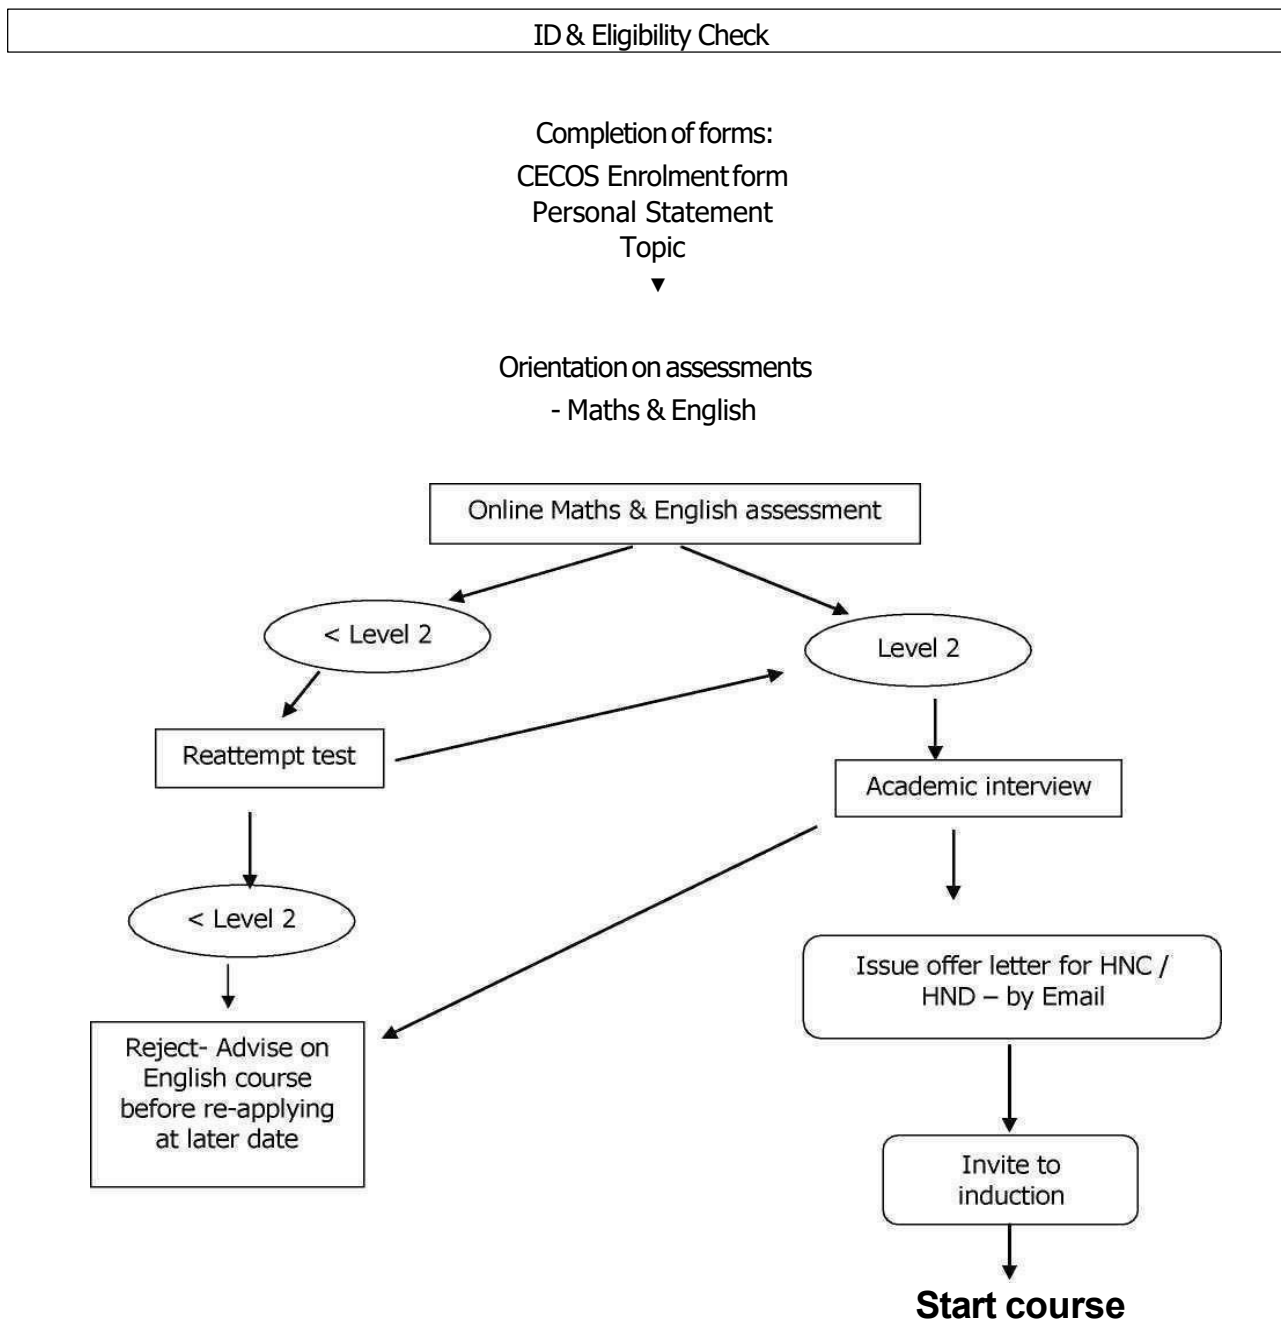 ID & Eligibility Check
Completion of forms:
CECOS Enrolment form
Personal Statement
Topic
Orientation on assessments
- Maths & English
Online Maths & English assessment
< Level 2
Level 2
Reattempt test
Academic interview
< Level 2
Issue offer letter for HNC /
HND – by Email
Reject- Advise on
English course
before re-applying
at later date
Invite to
induction
Start course